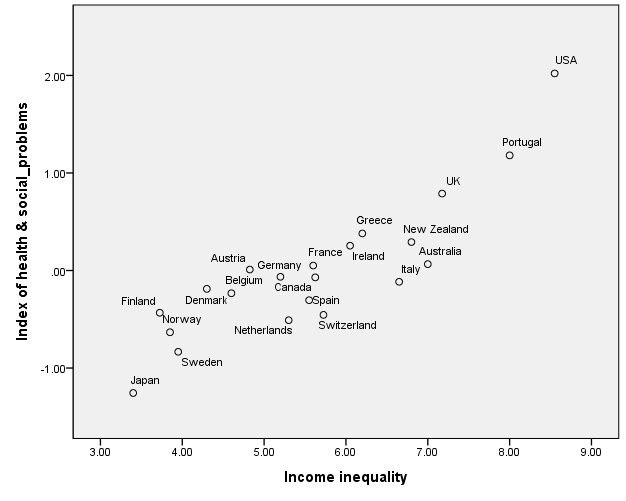 Index of health & social_problems
2.00
1.00
.00
-1.00
USA
Portugal
UK
Greece
New Zealand
France
Ireland
Australia
Austria
Germany
Italy
Belgium
Canada
Finland
Denmark
Spain
Norway
Netherlands
Switzerland
Sweden
Japan
3.00 4.00 5.00 6.00 7.00 8.00 9.00
Income inequality